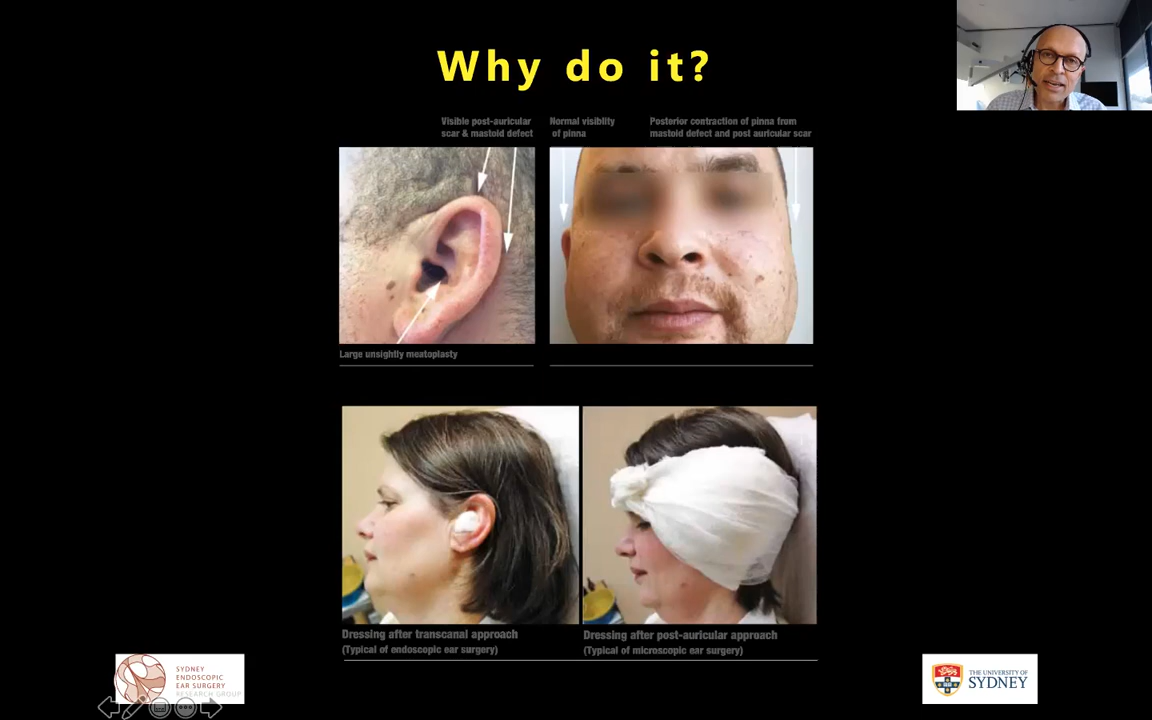 Why do it?
Visible post-auricular
scar & mastoid defect
Normal visiblity
of pinna
Posterior contraction of pinna from
mastoid defect and post auricular scar
Large unsightly meatoplasty
Dressing after transcanal approach
(Typical of endoscopic ear surgery)
Dressing after post-auricular approach
(Typical of microscopic ear surgery)
SYDNEY
ENDOSCOPIC
EAR SURGERY
RESEARCH GROUP
THE UNIVERSITY OF
SYDNEY